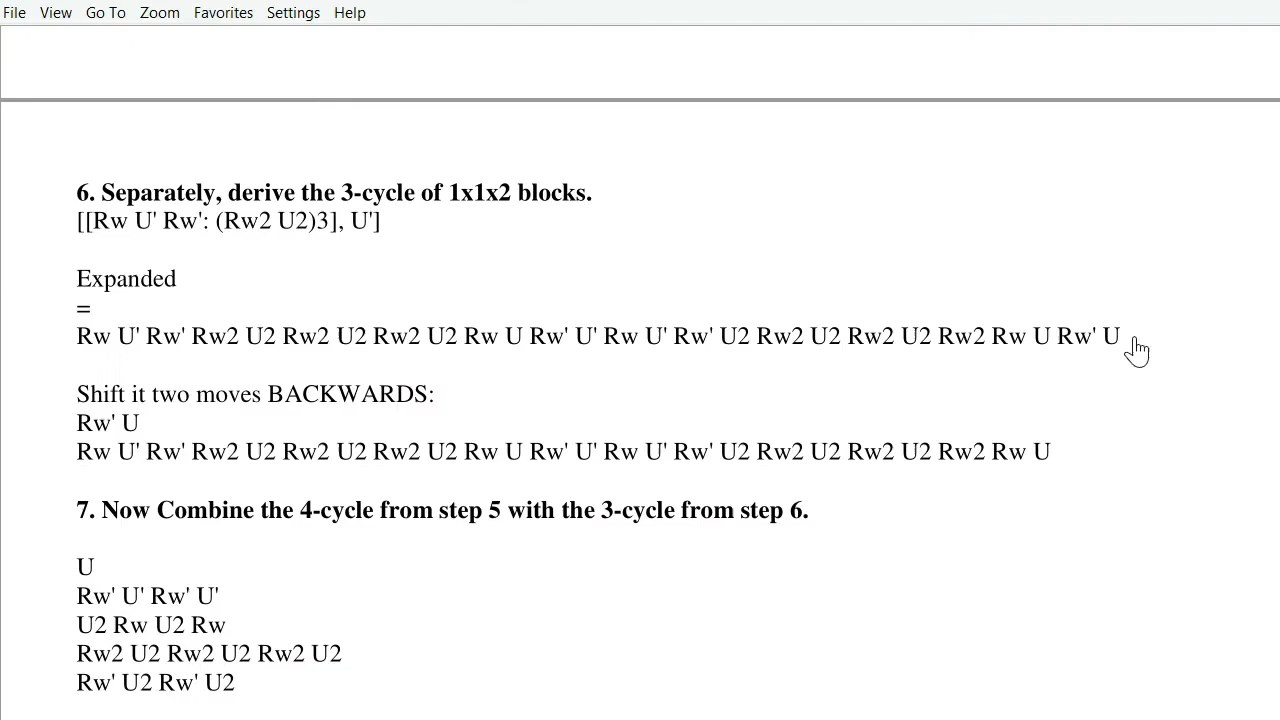 File View Go To Zoom Favorites Settings Help
6. Separately, derive the 3-cycle of 1x1x2 blocks.
[[Rw U' Rw': (Rw2 U2)3], U']
Expanded
=
Rw U' Rw' Rw2 U2 Rw2 U2 Rw2 U2 Rw U Rw' U' Rw U' Rw' U2 Rw2 U2 Rw2 U2 Rw2 Rw U Rw' U
Shift it two moves BACKWARDS:
Rw' U
Rw U' Rw' Rw2 U2 Rw2 U2 Rw2 U2 Rw U Rw' U' Rw U' Rw' U2 Rw2 U2 Rw2 U2 Rw2 Rw U
7. Now Combine the 4-cycle from step 5 with the 3-cycle from step 6.
U
Rw' U' Rw' U'
U2 Rw U2 Rw
Rw2 U2 Rw2 U2 Rw2 U2
Rw' U2 Rw' U2